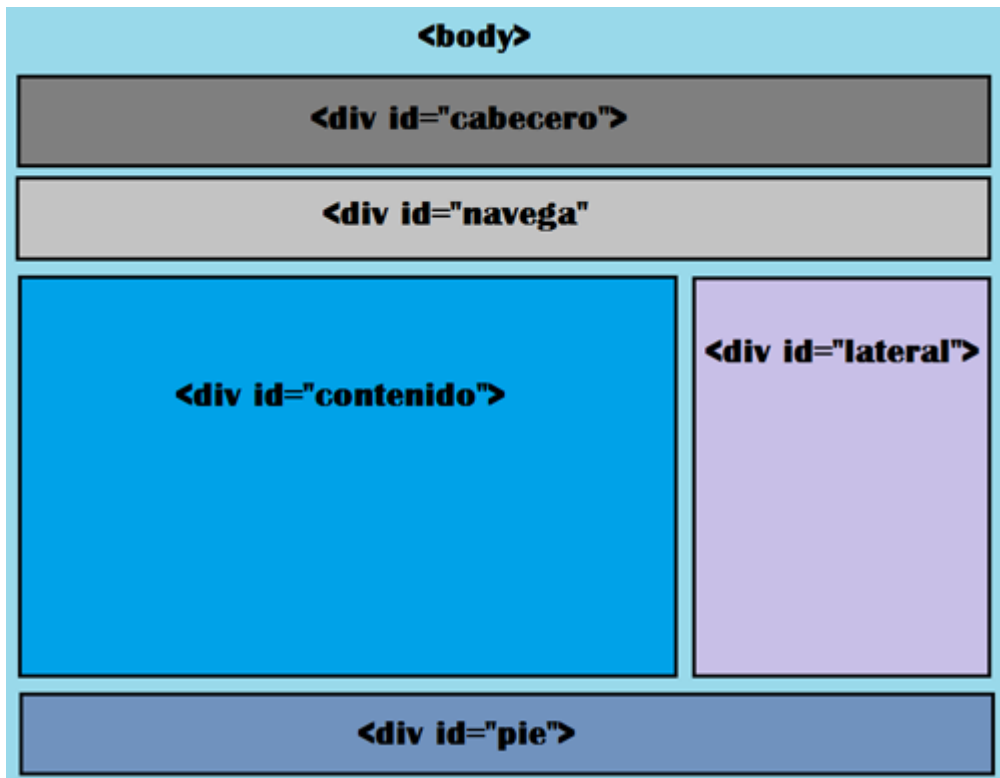 <body>
<div id="cabecero">
<div id="navega"
<div id="contenido">
<div id="lateral">
<div id="pie">